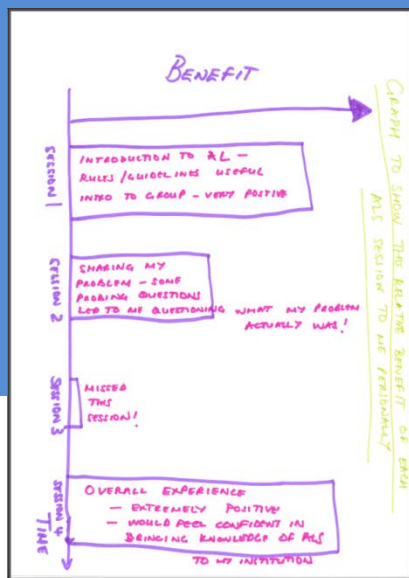 GRAPH TO SHOW THE RELATIVE BENEFIT OF EACH
ALS SESSION TO ME PERSONALLY
BENEFIT
SESSION 1
INTRODUCTION TO AL –
RULES/GUIDELINES USEFUL
INTRO TO GROUP – VERY POSTIVE
SESSION 2
SHARING MY
PROBLEM – SOME
PROBING QUESTIONS
LED TO ME QUESTIONING WHAT MY PROBLEM
ACTUALLY WAS!
SESSION 3
MISSED
THIS
SESSION!
SESSION 4
OVERALL EXPERIENCE
– EXTREMELY POSITIVE
– WOULD FEEL CONFIDENT IN
BRINGING KNOWLEDGE OF ALS
TO MY INSTITUTION
TIME